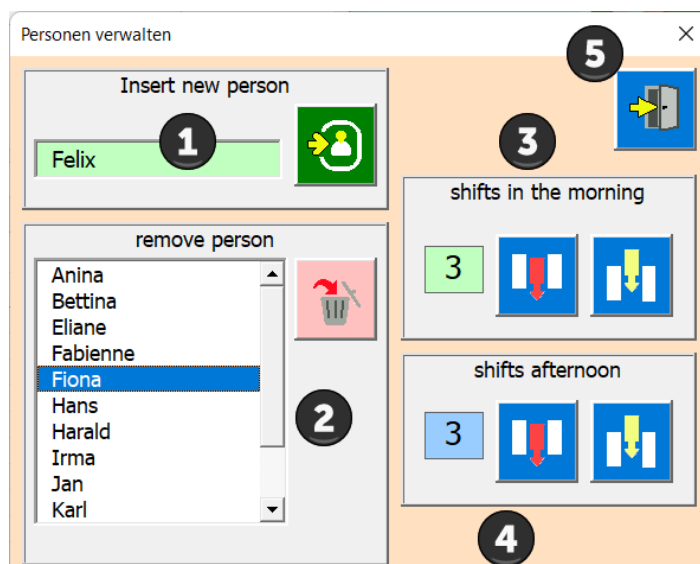 Personen verwalten
5
Insert new person
1
Felix
3
shifts in the morning
3
remove person
Anina
Bettina
Eliane
Fabienne
Fiona
Hans
Harald
Irma
Jan
Karl
2
shifts afternoon
3
4